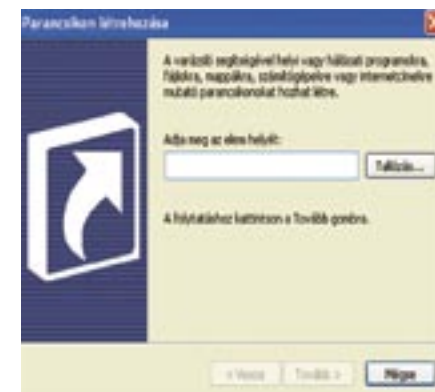 Parancsikon létrehozása
A varázsló segítségével helyi vagy hálózati programokra,
fájlokra, mappákra, számítógépekre vagy internetcímekre
mutató parancsikonokat hozhat létre.
Adja meg az elem helyét:
Tallózás...
A folytatáshoz kattintson a Tovább gombra.
< Vissza Tovább > Mégse